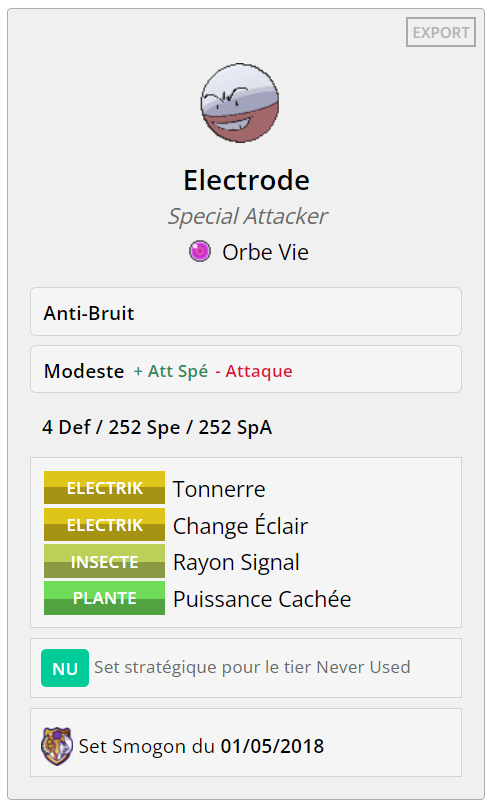 EXPORT
Electrode
Special Attacker
Orbe Vie
Anti-Bruit
Modeste + Att Spé - Attaque
4 Def / 252 Spe / 252 SpA
ELECTRIK Tonnerre
ELECTRIK Change Éclair
INSECTE Rayon Signal
PLANTE Puissance Cachée
NU Set stratégique pour le tier Never Used
Set Smogon du 01/05/2018